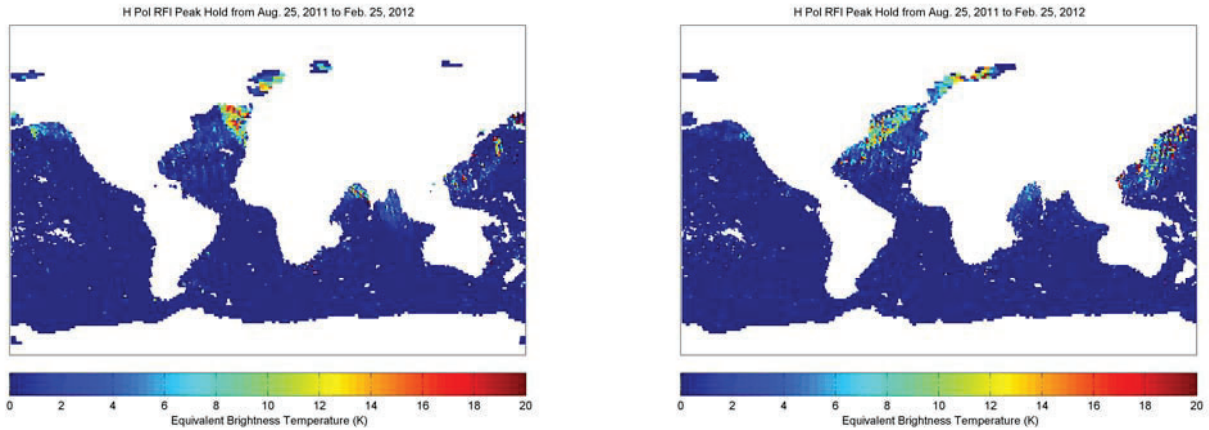 H Pol RFI Peak Hold from Aug. 25, 2011 to Feb. 25, 2012
0 2 4 6 8 10 12 14 16 18 20
Equivalent Brightness Temperature (K)
H Pol RFI Peak Hold from Aug. 25, 2011 to Feb. 25, 2012
0 2 4 6 8 10 12 14 16 18 20
Equivalent Brightness Temperature (K)